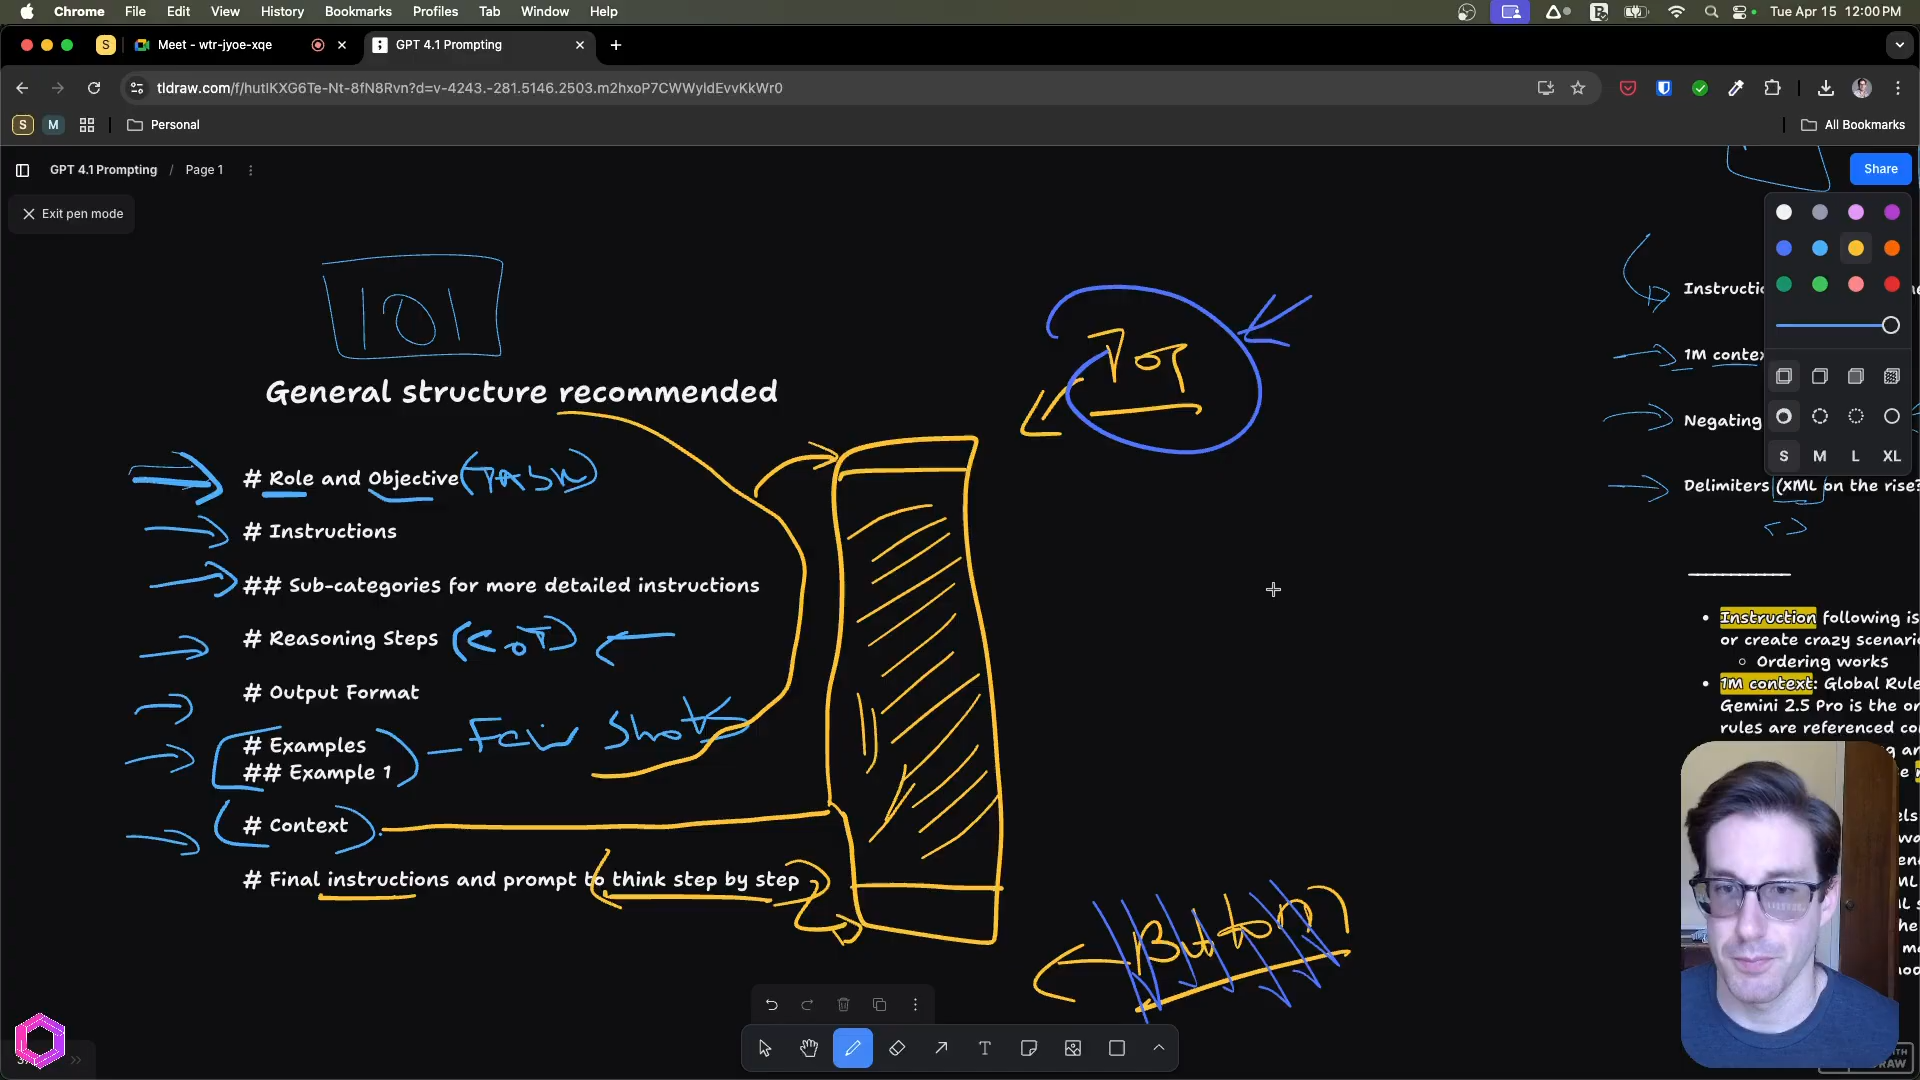 Chrome File Edit View History Bookmarks Profiles Tab Window Help
Tue Apr 15 12:00 PM
S Meet - wtr-jyoe-xqe
GPT 4.1 Prompting
tldraw.com/f/hutIKXG6Te-Nt-8fN8Rvn?d=v-4243.-281.5146.2503.m2hxoP7CWWyldEvvKkWr0
S M Personal
All Bookmarks
GPT 4.1 Prompting / Page 1
Share
Exit pen mode
101
General structure recommended
# Role and Objective (TASK)
# Instructions
## Sub-categories for more detailed instructions
# Reasoning Steps (COT)
# Output Format
# Examples
## Example 1
Shots
# Context
# Final instructions and prompt to think step by step
Top
Button
Instructio
1M contex
Negating
Delimiters (XML on the rise?
< >
S M L XL
• Instruction following is
or create crazy scenario
Ordering works
• 1M context: Global Rule
Gemini 2.5 Pro is the on
rules are referenced con